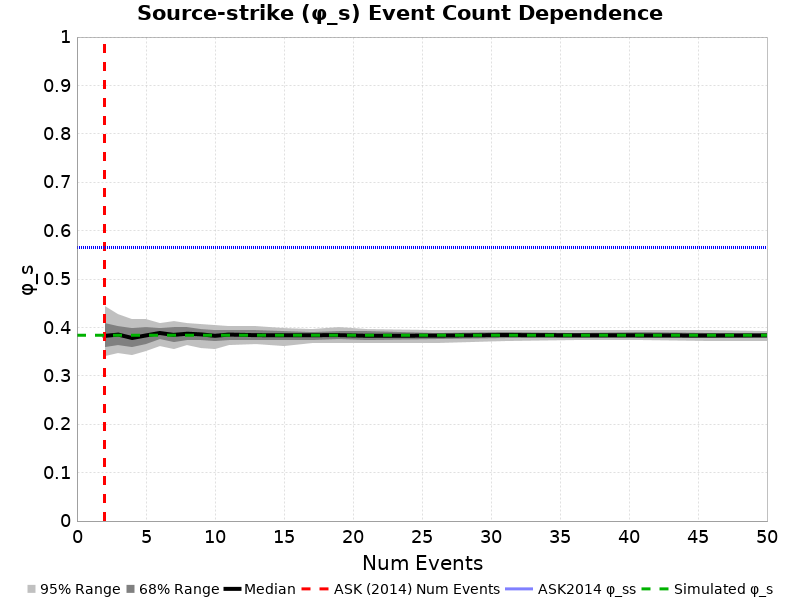 Source-strike (φ_s) Event Count Dependence
1
0.9
0.8
0.7
0.6
0.5
0.4
0.3
0.2
0.1
0
φ_s
0 5 10 15 20 25 30 35 40 45 50
Num Events
95% Range 68% Range Median ASK (2014) Num Events ASK2014 φ_ss Simulated φ_s